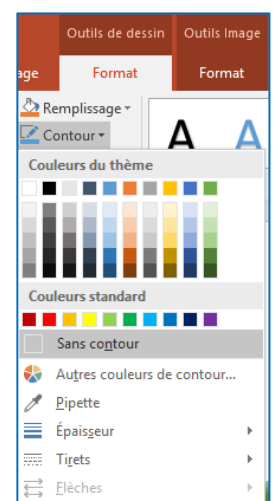 Outils de dessin Outils Image
age Format Format
Remplissage
Contour
A A
Couleurs du thème
Couleurs standard
Sans contour
Autres couleurs de contour...
Pipette
Épaisseur
Tirets
Flèches